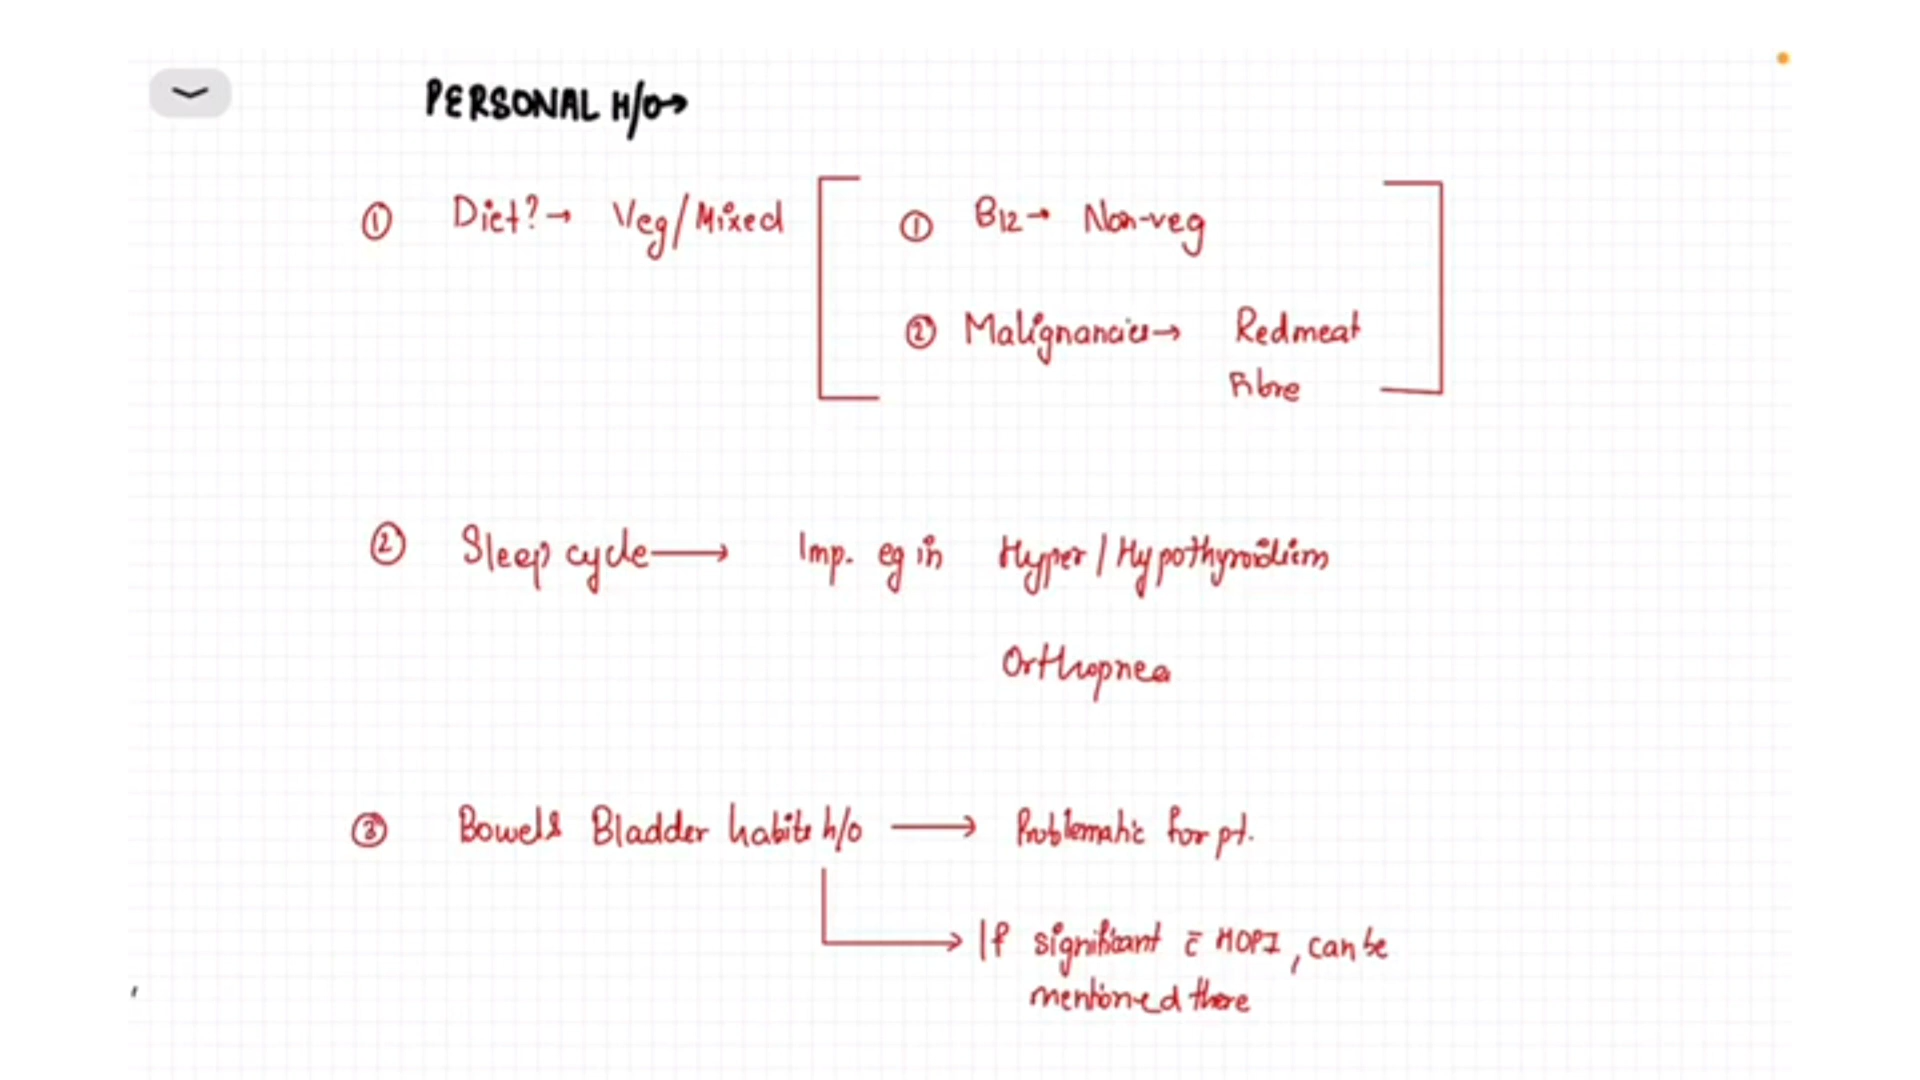 PERSONAL H/O→
① Diet? → Veg/Mixed
① B12 → Non-veg
② Malignancies → Redmeat
Fibre
② Sleep cycle → Imp. eg in Hyper/Hypothyroidism
Orthopnea
③ Bowel & Bladder habits h/o → Problematic for pt.
→ If significant c̄ HOPI, can be
mentioned there